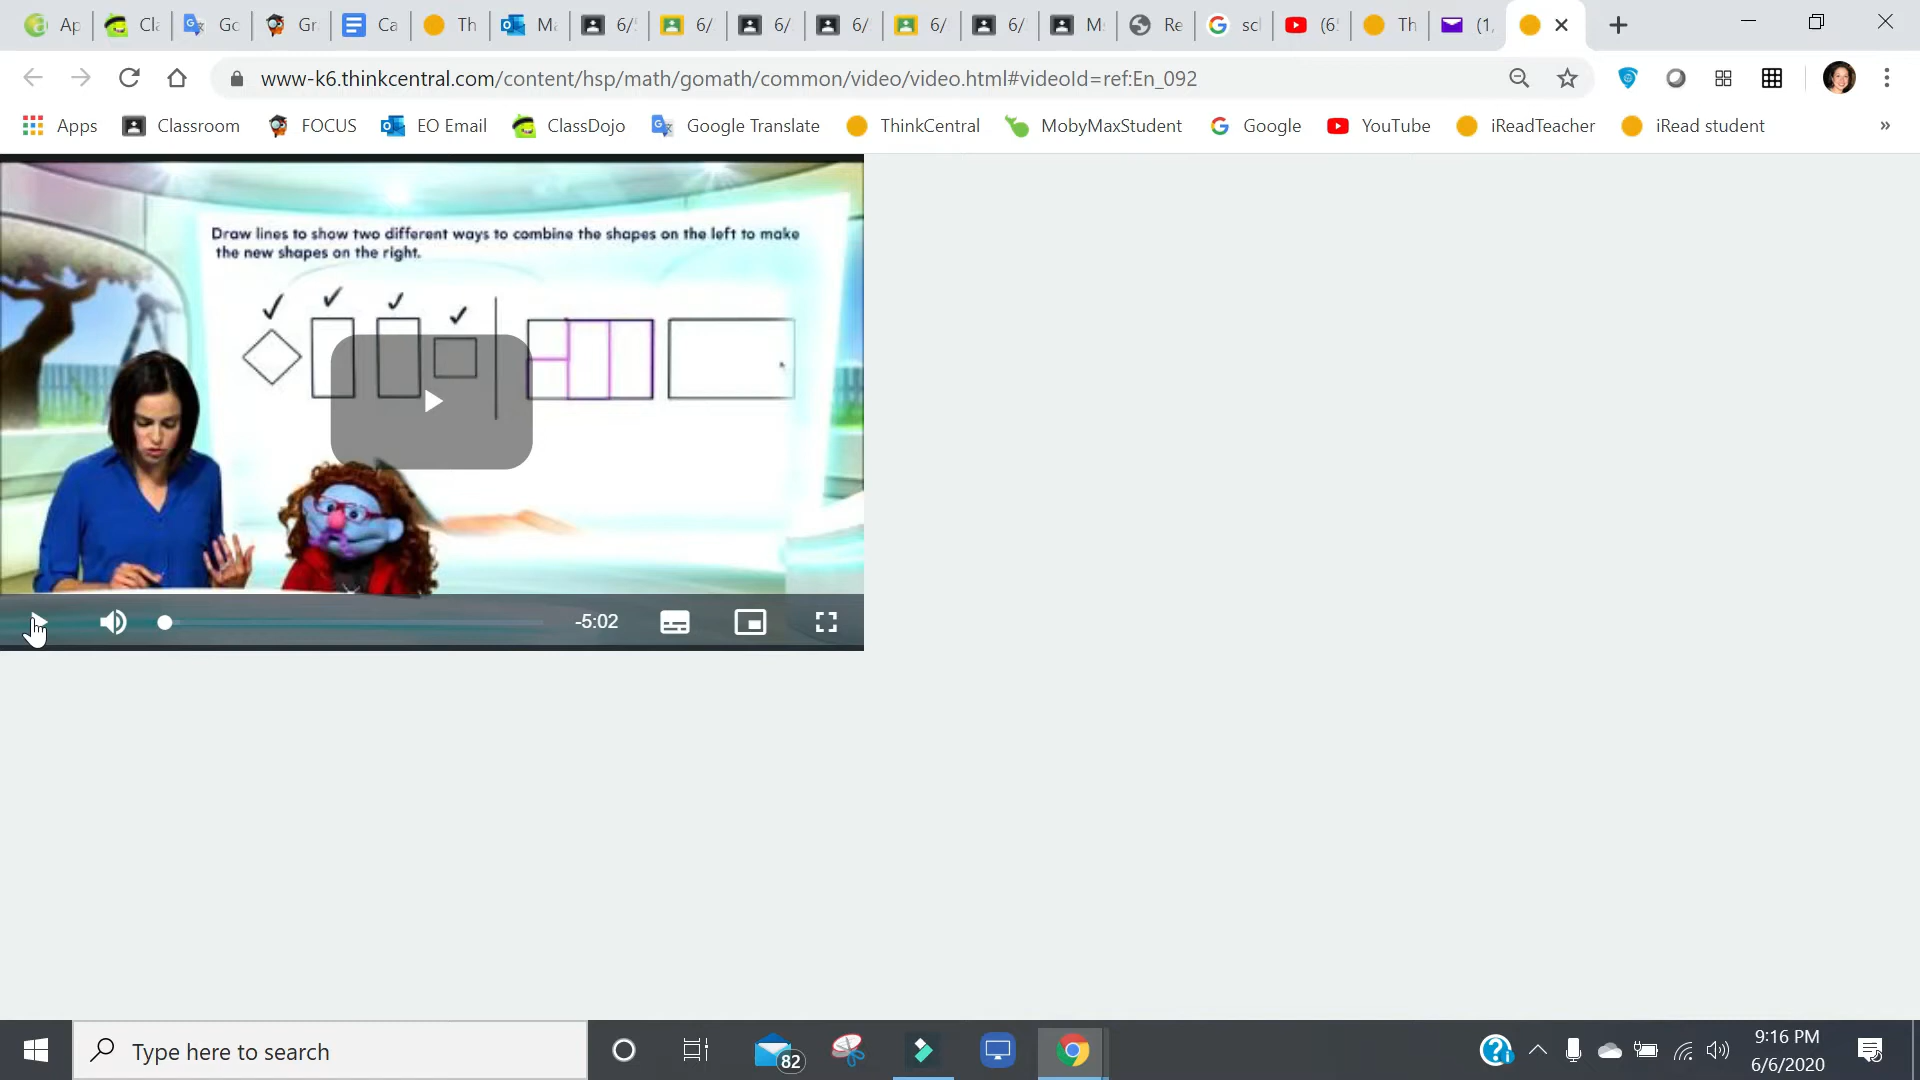 Ap
Cla
Go
Gr
Ca
Th
Ma
6/
6/
6/
6/
6/
6/
M
Re
scl
(6
Th
(1,
www-k6.thinkcentral.com/content/hsp/math/gomath/common/video/video.html#videoId=ref:En_092
Apps
Classroom
FOCUS
EO Email
ClassDojo
Google Translate
ThinkCentral
MobyMaxStudent
Google
YouTube
iReadTeacher
iRead student
»
Draw lines to show two different ways to combine the shapes on the left to make
the new shapes on the right.
-5:02
Type here to search
82
9:16 PM
6/6/2020